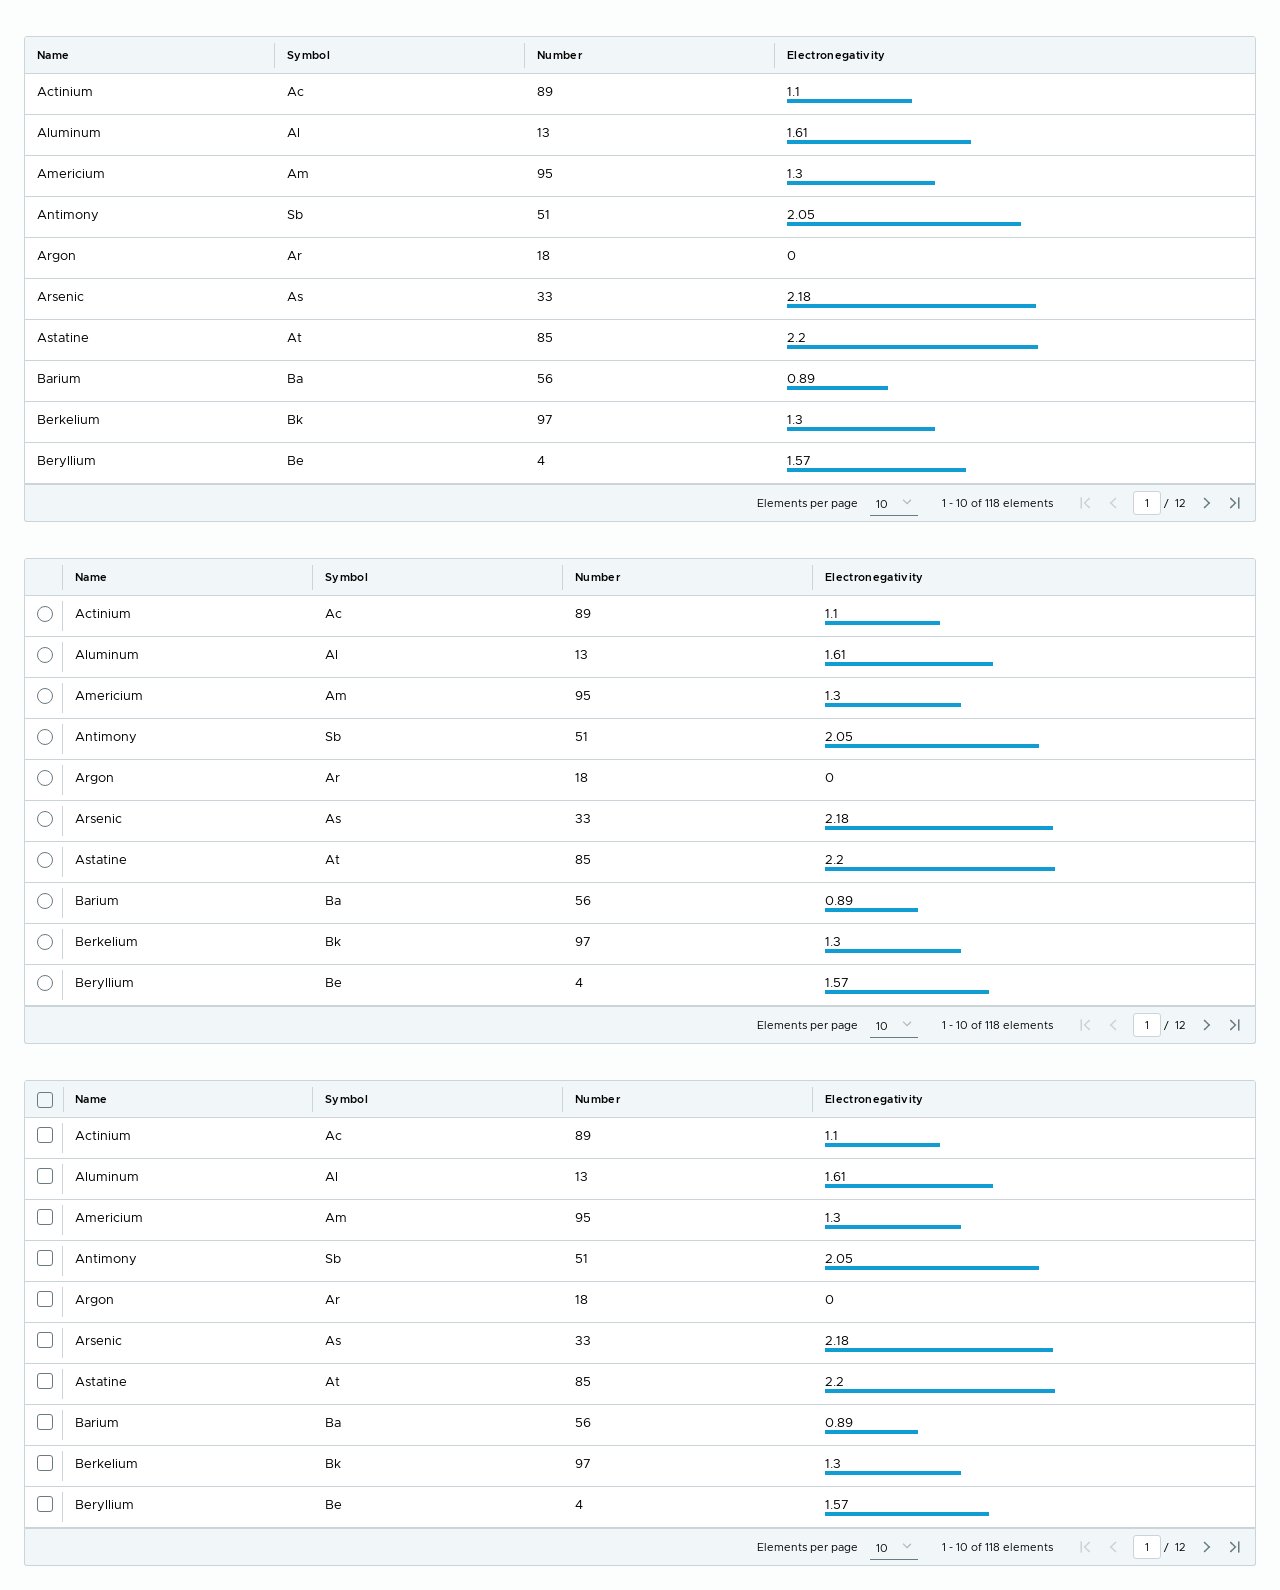 Name Symbol Number Electronegativity
Actinium Ac 89 1.1
Aluminum Al 13 1.61
Americium Am 95 1.3
Antimony Sb 51 2.05
Argon Ar 18 0
Arsenic As 33 2.18
Astatine At 85 2.2
Barium Ba 56 0.89
Berkelium Bk 97 1.3
Beryllium Be 4 1.57
Elements per page 10 1 - 10 of 118 elements 1 / 12
Name Symbol Number Electronegativity
Actinium Ac 89 1.1
Aluminum Al 13 1.61
Americium Am 95 1.3
Antimony Sb 51 2.05
Argon Ar 18 0
Arsenic As 33 2.18
Astatine At 85 2.2
Barium Ba 56 0.89
Berkelium Bk 97 1.3
Beryllium Be 4 1.57
Elements per page 10 1 - 10 of 118 elements 1 / 12
Name Symbol Number Electronegativity
Actinium Ac 89 1.1
Aluminum Al 13 1.61
Americium Am 95 1.3
Antimony Sb 51 2.05
Argon Ar 18 0
Arsenic As 33 2.18
Astatine At 85 2.2
Barium Ba 56 0.89
Berkelium Bk 97 1.3
Beryllium Be 4 1.57
Elements per page 10 1 - 10 of 118 elements 1 / 12